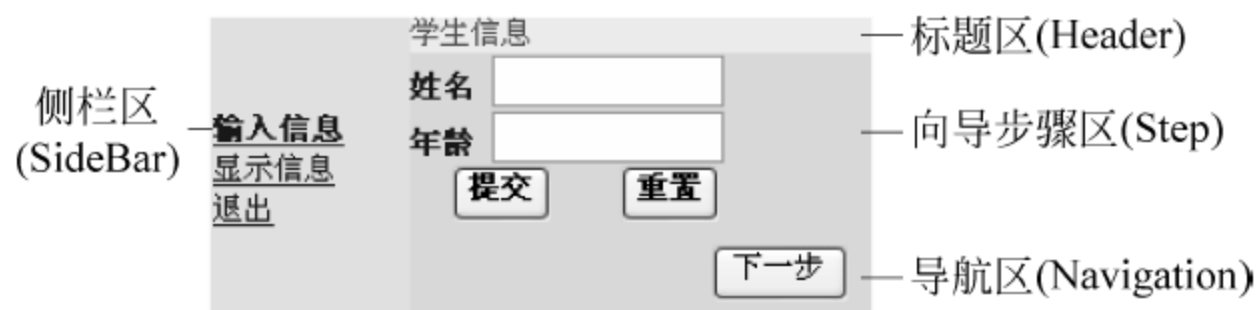 学生信息
标题区(Header)
姓名
侧栏区
(SideBar)
输入信息
显示信息
退出
年龄
向导步骤区(Step)
提交
重置
下一步
导航区(Navigation)